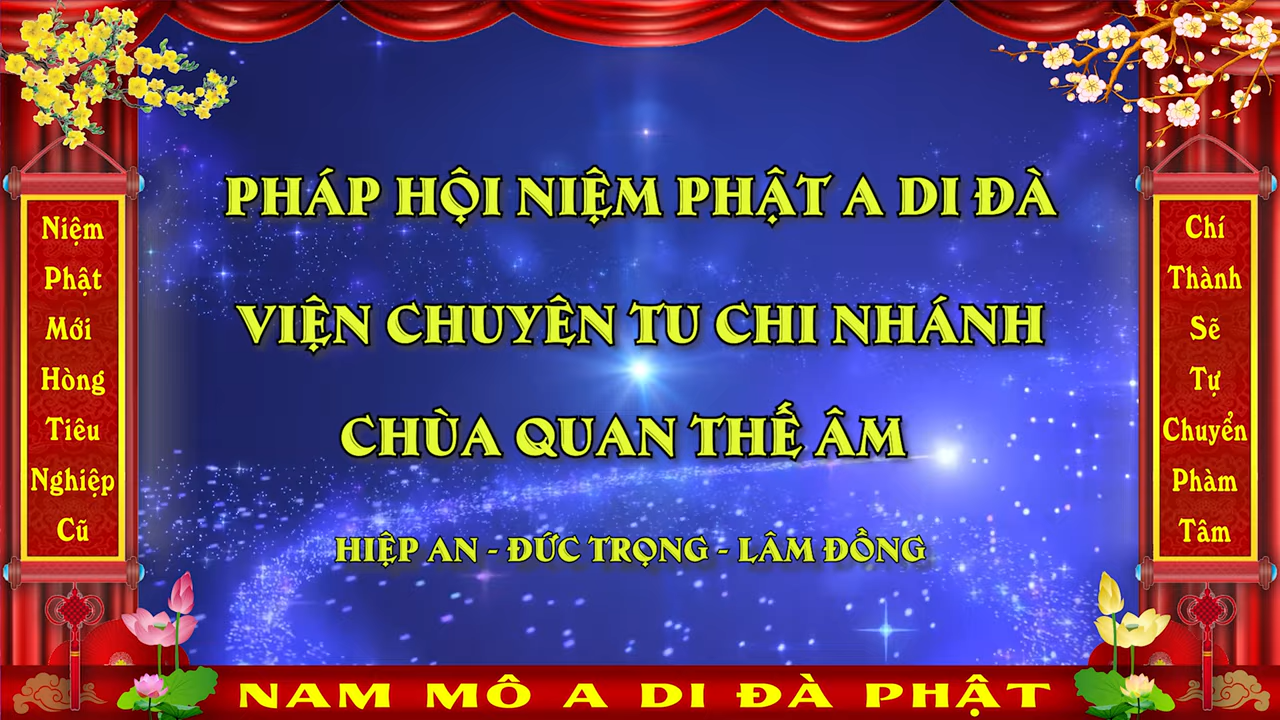 PHÁP HỘI NIỆM PHẬT A DI ĐÀ
VIỆN CHUYÊN TU CHI NHÁNH
CHÙA QUAN THẾ ÂM
HIỆP AN - ĐỨC TRỌNG - LÂM ĐỒNG
Niệm
Phật
Mới
Hòng
Tiêu
Nghiệp
Cũ
Chí
Thành
Sẽ
Tự
Chuyển
Phàm
Tâm
NAM MÔ A DI ĐÀ PHẬT